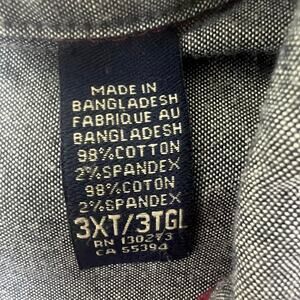 MADE IN
BANGLADESH
FABRIQUE AU
BANGLADESH
98%COTTON
2%SPANDEX
98%COTON
2%SPANDEX
3XT/3TGL
RN 130273
CA 55394